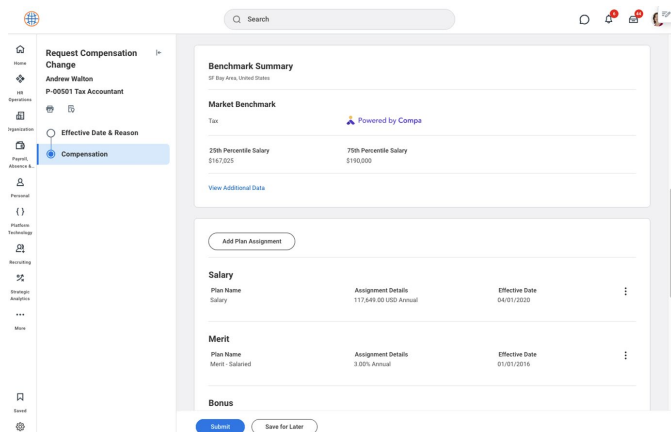 Search
Home
HR
Operations
Organization
Payroll,
Absence &...
Personal
Platform
Technology
Recruiting
Strategic
Analytics
More
Saved
Request Compensation
Change
Andrew Walton
P-00501 Tax Accountant
Effective Date & Reason
Compensation
Benchmark Summary
SF Bay Area, United States
Market Benchmark
Tax Powered by Compa
25th Percentile Salary 75th Percentile Salary
$167,025 $190,000
View Additional Data
Add Plan Assignment
Salary
Plan Name Assignment Details Effective Date
Salary 117,649.00 USD Annual 04/01/2020
Merit
Plan Name Assignment Details Effective Date
Merit - Salaried 3.00% Annual 01/01/2016
Bonus
Submit Save for Later